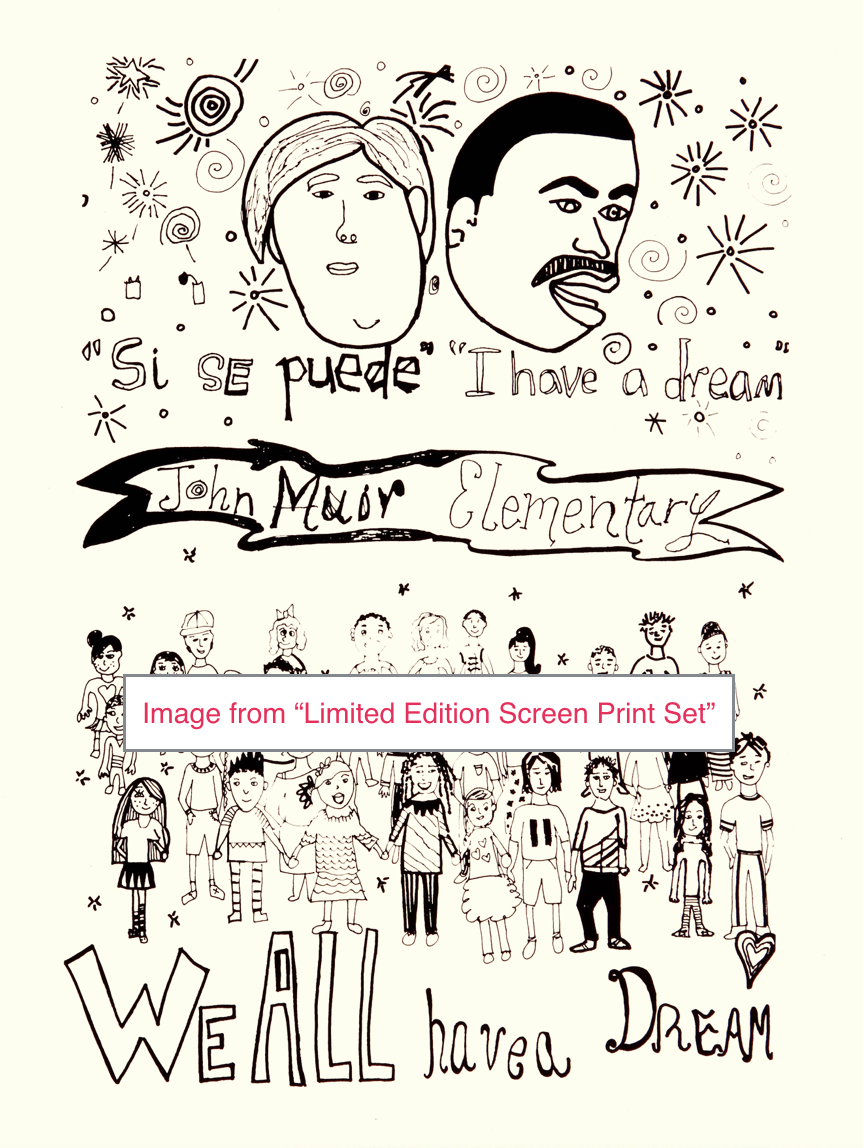 "Si SE puede" "I have a dream"
John Muir Elementary
Image from “Limited Edition Screen Print Set”
WE ALL have a DREAM